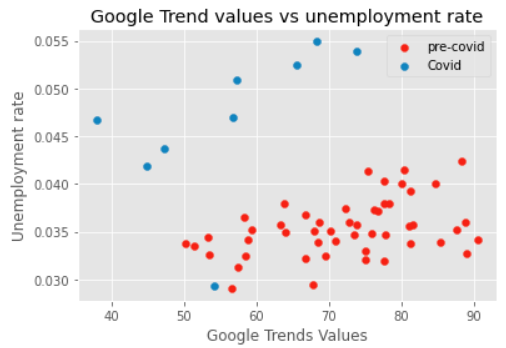 Google Trend values vs unemployment rate
pre-covid
Covid
Unemployment rate
0.055
0.050
0.045
0.040
0.035
0.030
40 50 60 70 80 90
Google Trends Values